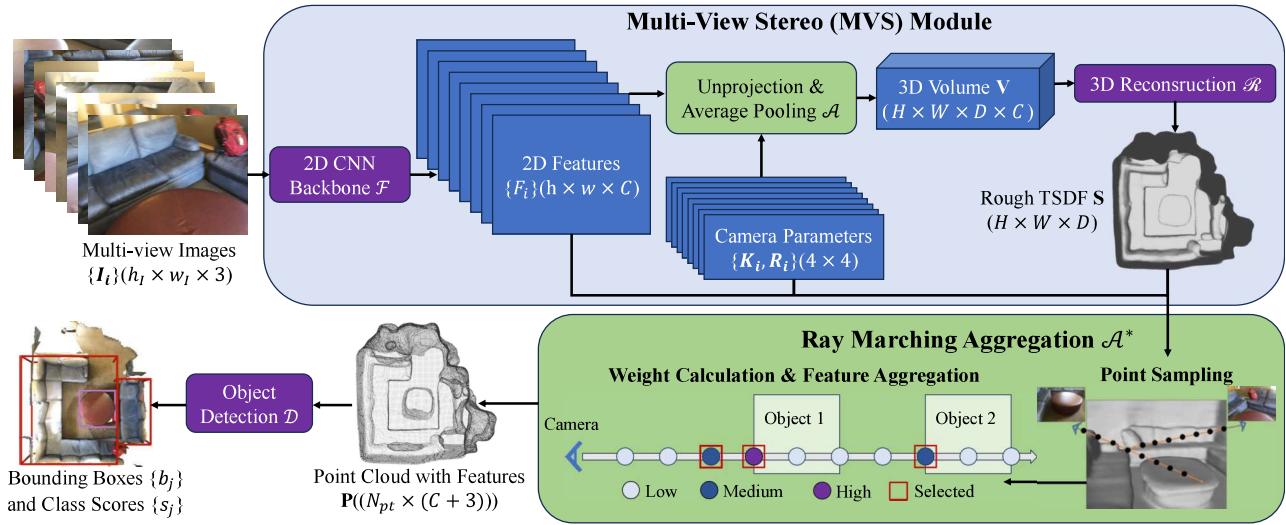 Multi-View Stereo (MVS) Module
2D CNN
Backbone ℱ
2D Features
{𝐹ᵢ}(h × w × 𝐶)
Unprojection &
Average Pooling 𝒜
3D Volume 𝐕
(𝐻 × 𝑊 × 𝐷 × 𝐶)
3D Reconsruction ℛ
Camera Parameters
{𝑲ᵢ, 𝑹ᵢ}(4 × 4)
Rough TSDF 𝐒
(𝐻 × 𝑊 × 𝐷)
Multi-view Images
{𝑰ᵢ}(ℎ_𝐼 × 𝑤_𝐼 × 3)
Ray Marching Aggregation 𝒜*
Weight Calculation & Feature Aggregation
Point Sampling
Camera
Object 1
Object 2
Low
Medium
High
Selected
Point Cloud with Features
𝐏((𝑁_𝑝𝑡 × (𝐶 + 3)))
Object
Detection 𝒟
Bounding Boxes {𝑏ⱼ}
and Class Scores {𝑠ⱼ}